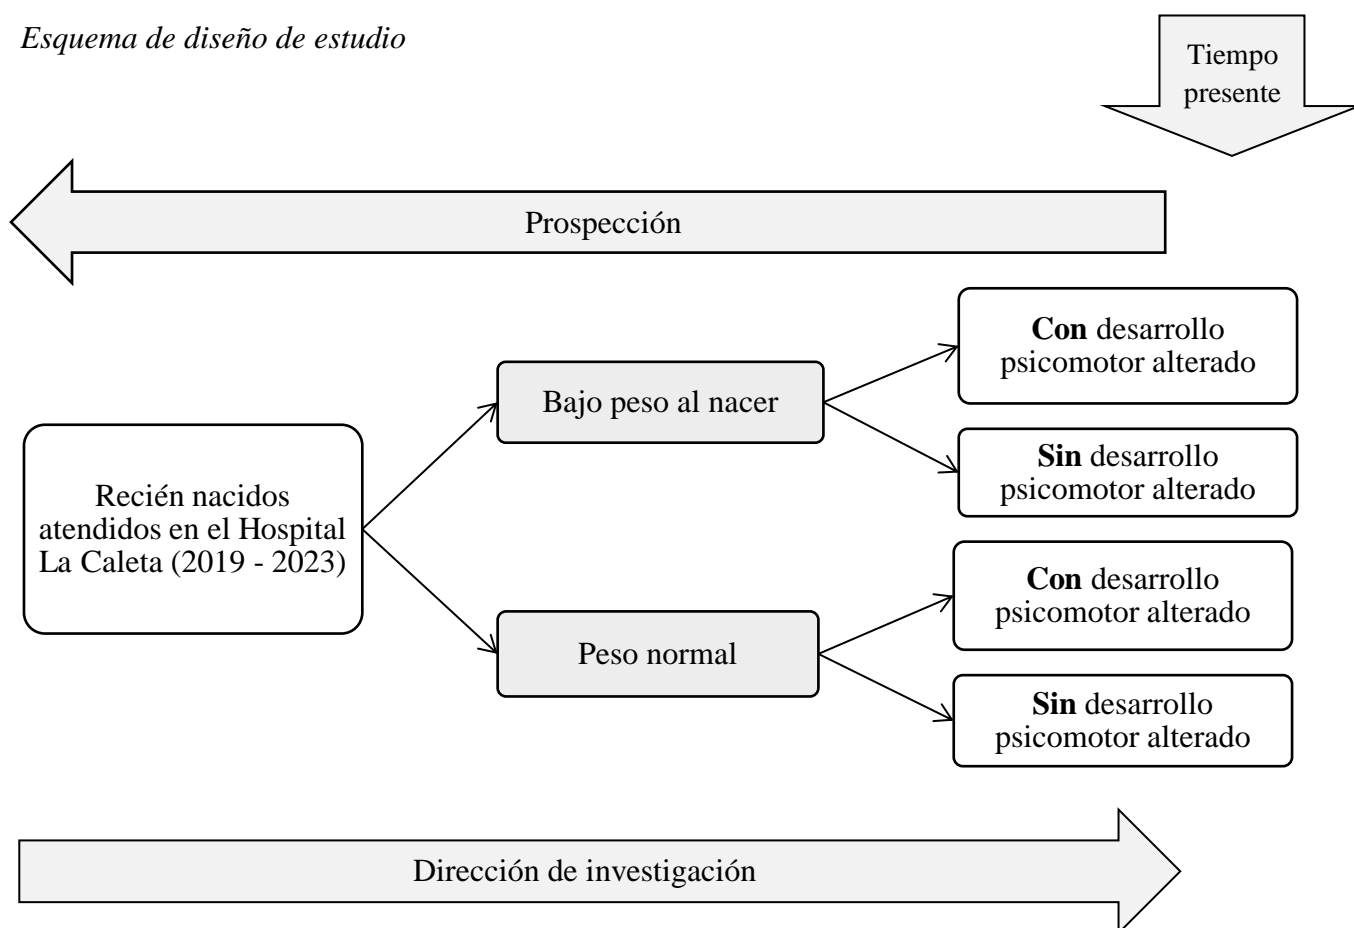 Esquema de diseño de estudio
Tiempo
presente
Prospección
Con desarrollo
psicomotor alterado
Bajo peso al nacer
Sin desarrollo
psicomotor alterado
Recién nacidos
atendidos en el Hospital
La Caleta (2019 - 2023)
Con desarrollo
psicomotor alterado
Peso normal
Sin desarrollo
psicomotor alterado
Dirección de investigación